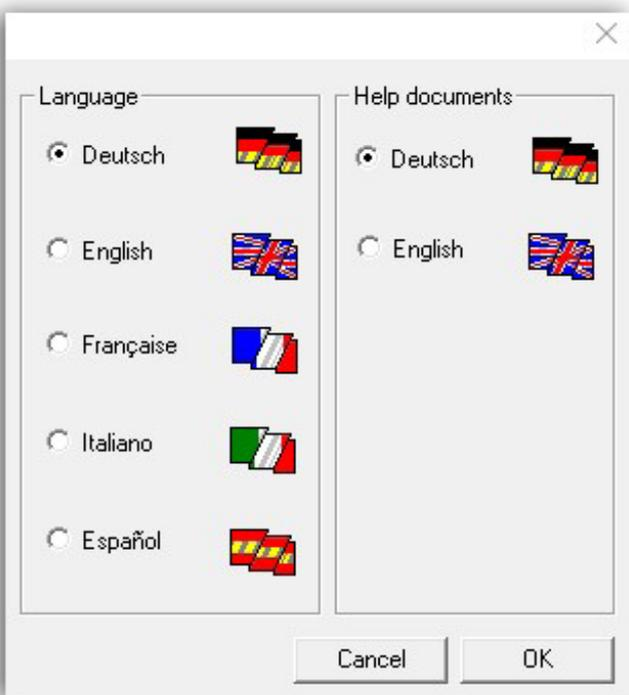 Language
Deutsch
English
Française
Italiano
Español
Help documents
Deutsch
English
Cancel
OK